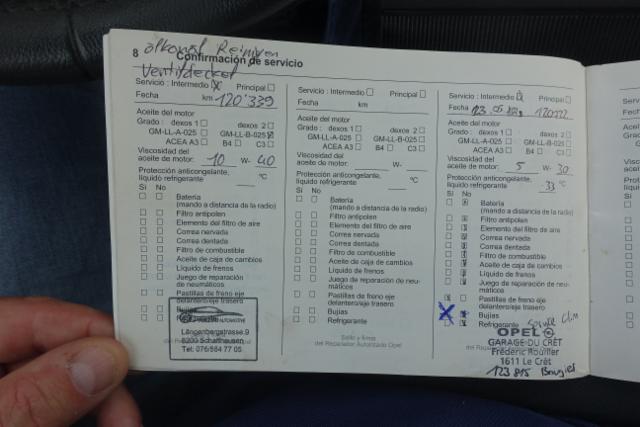 8 Confirmación de servicio
Ventildeckel
Servicio: Intermedio Principal
Fecha km 120'339
Aceite del motor
Grado: dexos 1 dexos 2
GM-LL-A-025 GM-LL-B-025
ACEA A3 B4 C3
Viscosidad del
aceite de motor: 10 W- 40
Protección anticongelante,
líquido refrigerante °C
Sí No
Batería
(mando a distancia de la radio)
Filtro antipolen
Elemento del filtro de aire
Correa nervada
Correa dentada
Filtro de combustible
Aceite de caja de cambios
Líquido de frenos
Juego de reparación de
neumáticos
Pastillas de freno eje
delantero/eje trasero
Bujías
Refrigerante
Längenbergstrasse.9
8200 Schaffhausen
Tel: 076/584 77 05
Servicio: Intermedio Principal
Fecha km
Aceite del motor
Grado: dexos 1 dexos 2
GM-LL-A-025 GM-LL-B-025
ACEA A3 B4 C3
Viscosidad del
aceite de motor: W-
Protección anticongelante,
líquido refrigerante °C
Sí No
Batería
(mando a distancia de la radio)
Filtro antipolen
Elemento del filtro de aire
Correa nervada
Correa dentada
Filtro de combustible
Aceite de caja de cambios
Líquido de frenos
Juego de reparación de neu-
máticos
Pastillas de freno eje
delantero/eje trasero
Bujías
Refrigerante
Sello y firma
del Reparador Autorizado Opel
Servicio: Intermedio Principal
Fecha km
Aceite del motor
Grado: dexos 1 dexos 2
GM-LL-A-025 GM-LL-B-025
ACEA A3 B4 C3
Viscosidad del
aceite de motor: 5 W- 30
Protección anticongelante,
líquido refrigerante -33 °C
Sí No
Batería
(mando a distancia de la radio)
Filtro antipolen
Elemento del filtro de aire
Correa nervada
Correa dentada
Filtro de combustible
Aceite de caja de cambios
Líquido de frenos
Juego de reparación de neu-
máticos
Pastillas de freno eje
delantero/eje trasero
Bujías
Refrigerante
OPEL
GARAGE DU CRÊT
Frédéric Rouiller
1611 Le Crêt
123 815 Bougies